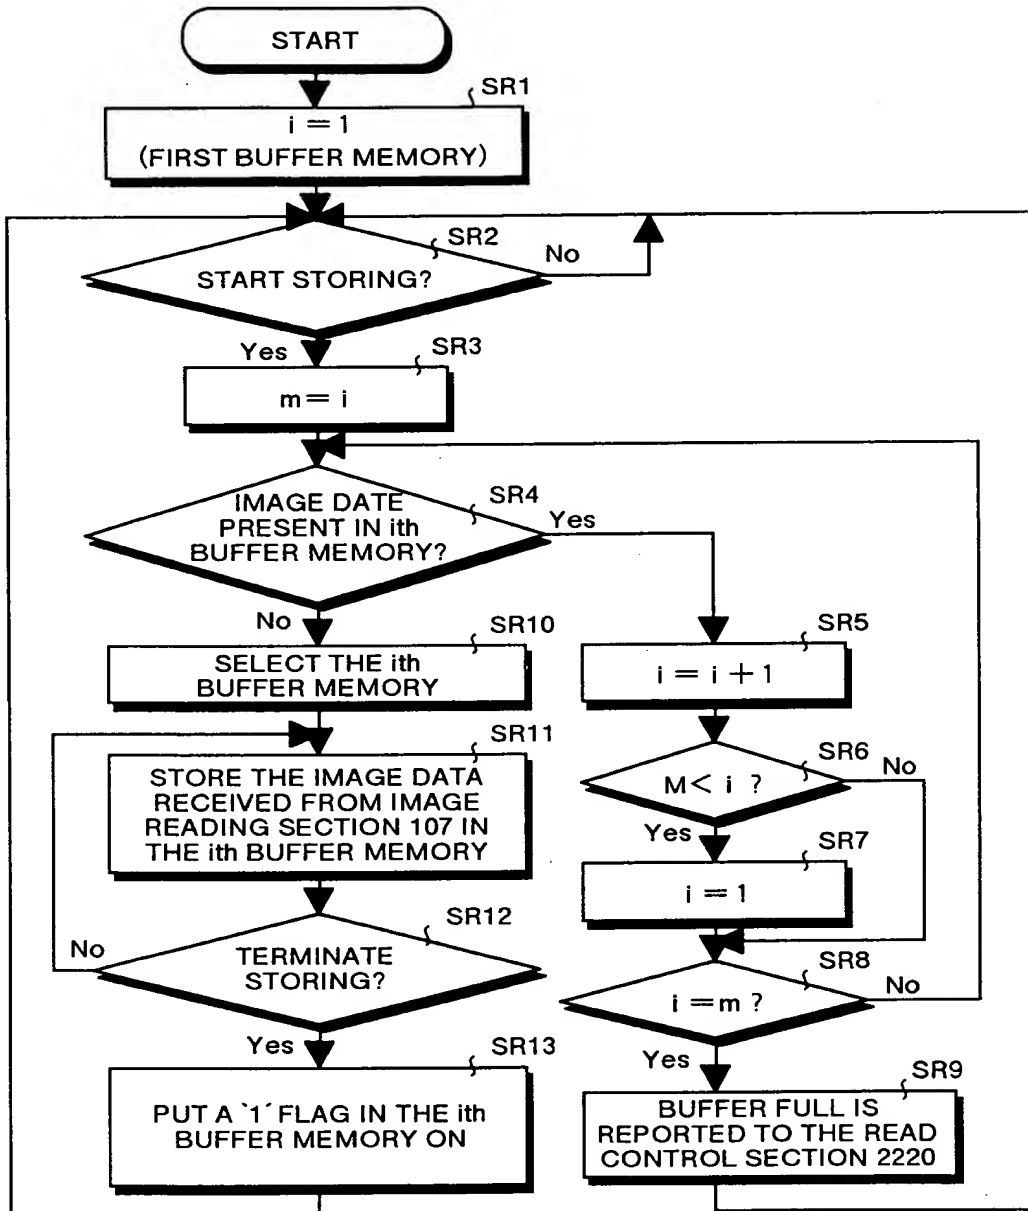 START
SR1
i = 1
(FIRST BUFFER MEMORY)
SR2
START STORING?
No
Yes
SR3
m = i
IMAGE DATE
PRESENT IN ith
BUFFER MEMORY?
SR4
Yes
No
SR10
SELECT THE ith
BUFFER MEMORY
SR5
i = i + 1
SR11
STORE THE IMAGE DATA
RECEIVED FROM IMAGE
READING SECTION 107 IN
THE ith BUFFER MEMORY
SR6
M < i ?
No
Yes
SR7
i = 1
SR12
TERMINATE
STORING?
No
Yes
SR8
i = m ?
No
Yes
SR13
PUT A `1´ FLAG IN THE ith
BUFFER MEMORY ON
SR9
BUFFER FULL IS
REPORTED TO THE READ
CONTROL SECTION 2220